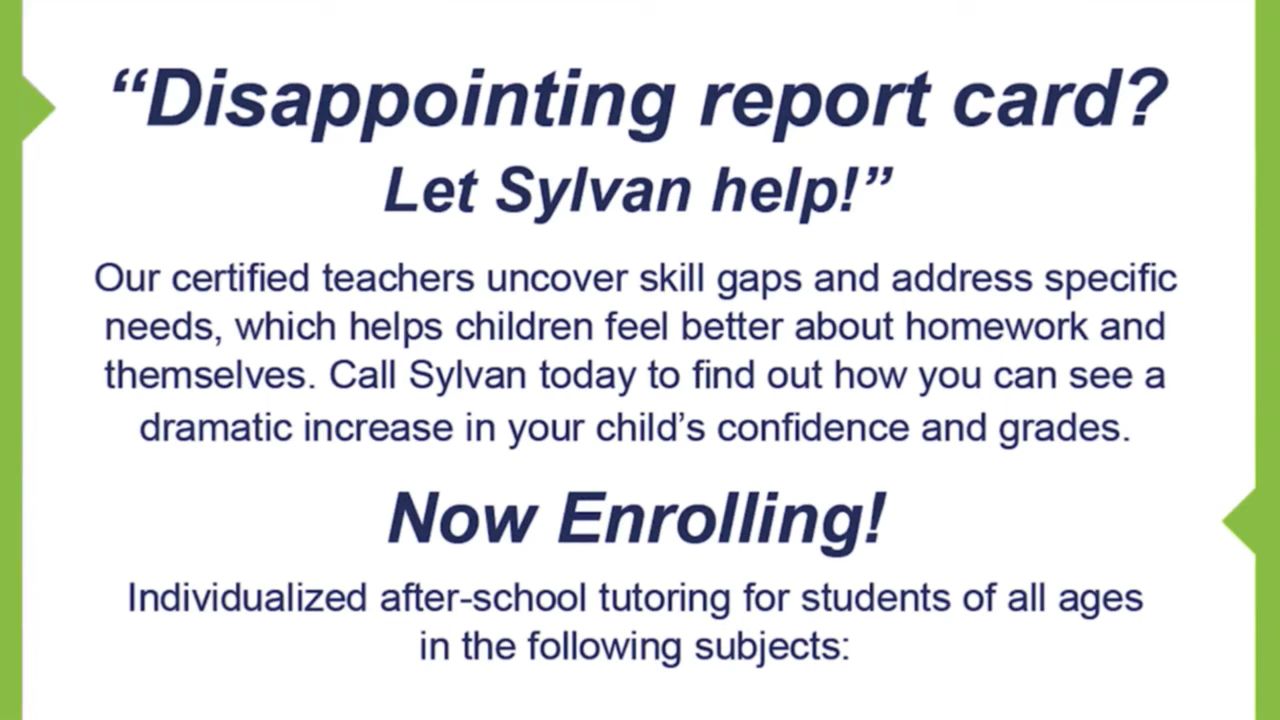 “Disappointing report card?
Let Sylvan help!”
Our certified teachers uncover skill gaps and address specific
needs, which helps children feel better about homework and
themselves. Call Sylvan today to find out how you can see a
dramatic increase in your child’s confidence and grades.
Now Enrolling!
Individualized after-school tutoring for students of all ages
in the following subjects: